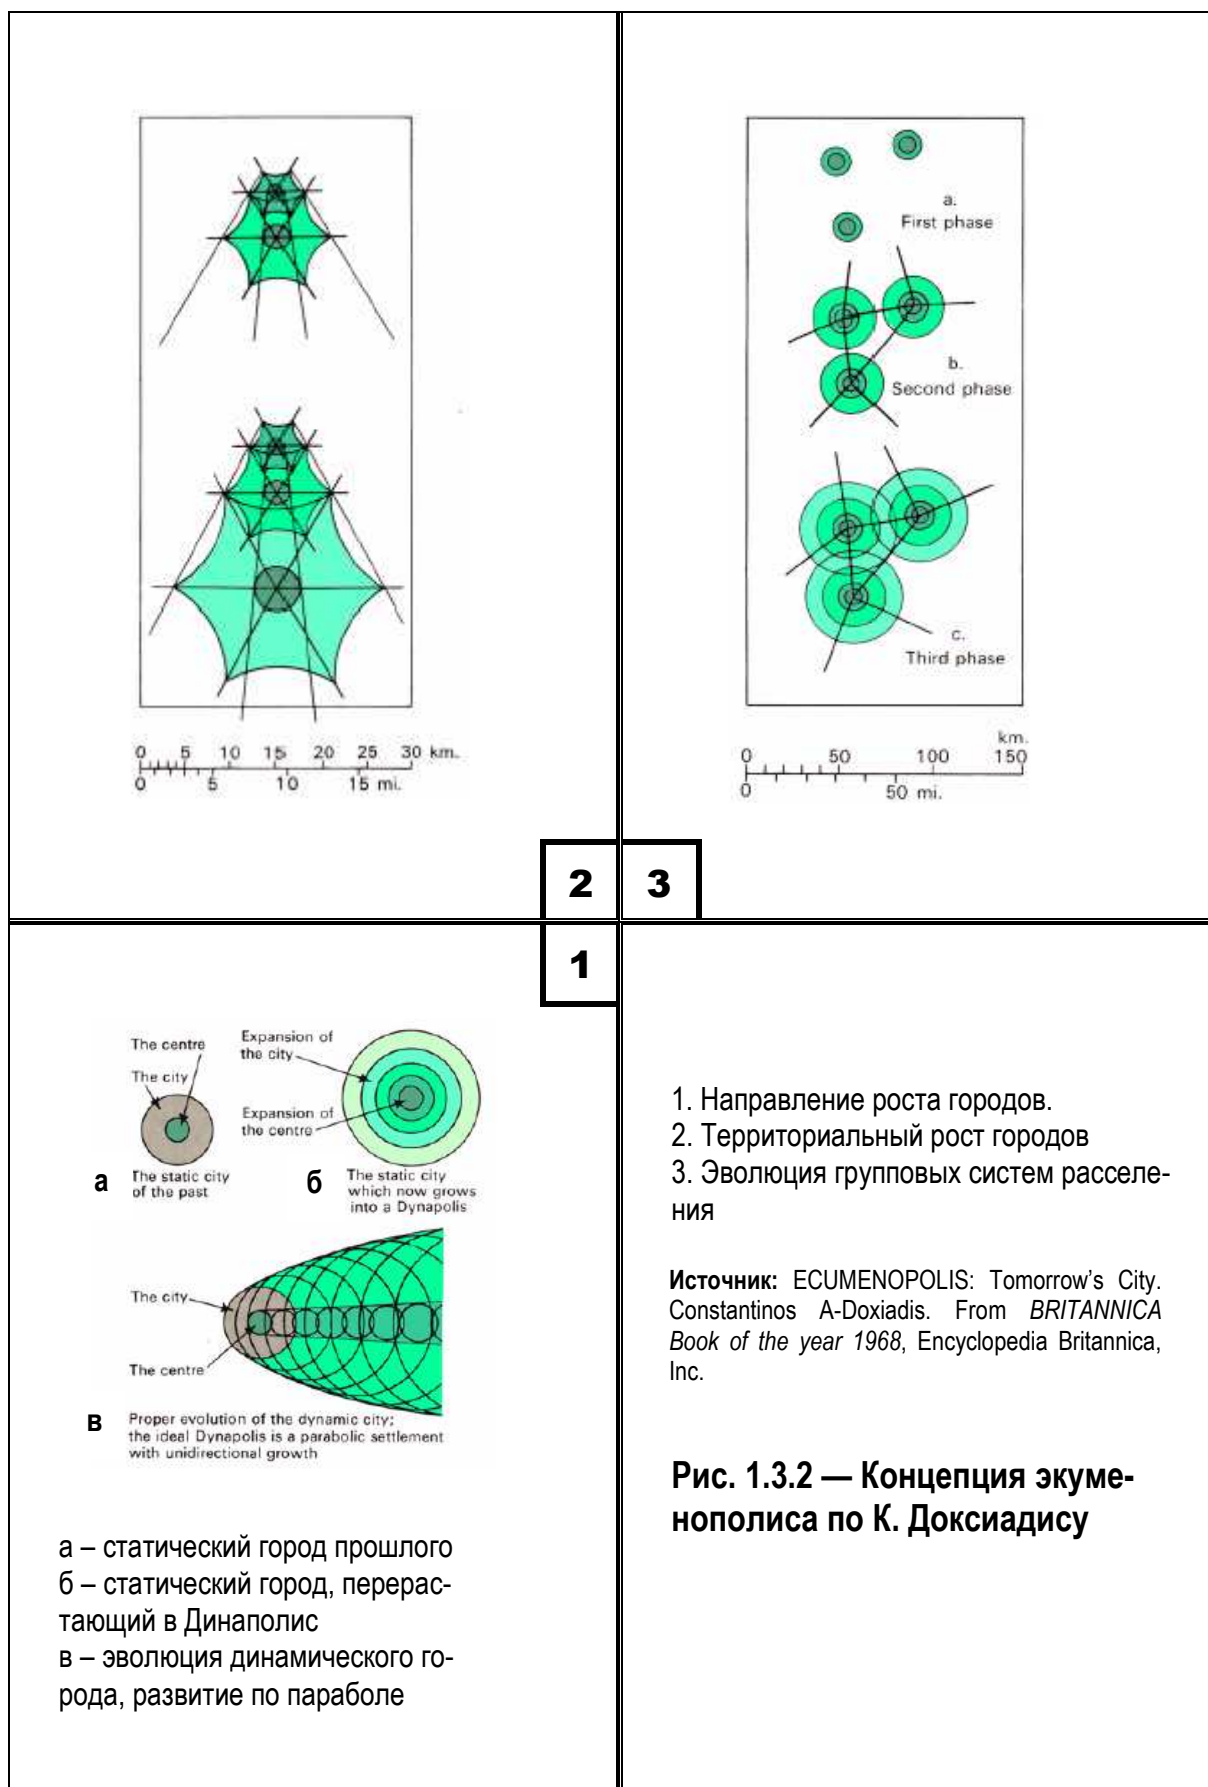 a.
First phase
b.
Second phase
c.
Third phase
0 5 10 15 20 25 30 km.
0 5 10 15 mi.
km.
0 50 100 150
0 50 mi.
2
3
1
The centre
The city
а
The static city
of the past
Expansion of
the city
Expansion of
the centre
б
The static city
which now grows
into a Dynapolis
The city
The centre
в
Proper evolution of the dynamic city;
the ideal Dynapolis is a parabolic settlement
with unidirectional growth
а – статический город прошлого
б – статический город, перерас-
тающий в Динаполис
в – эволюция динамического го-
рода, развитие по параболе
1. Направление роста городов.
2. Территориальный рост городов
3. Эволюция групповых систем расселе-
ния
Источник: ECUMENOPOLIS: Tomorrow's City.
Constantinos A-Doxiadis. From BRITANNICA
Book of the year 1968, Encyclopedia Britannica,
Inc.
Рис. 1.3.2 — Концепция экуме-
нополиса по К. Доксиадису